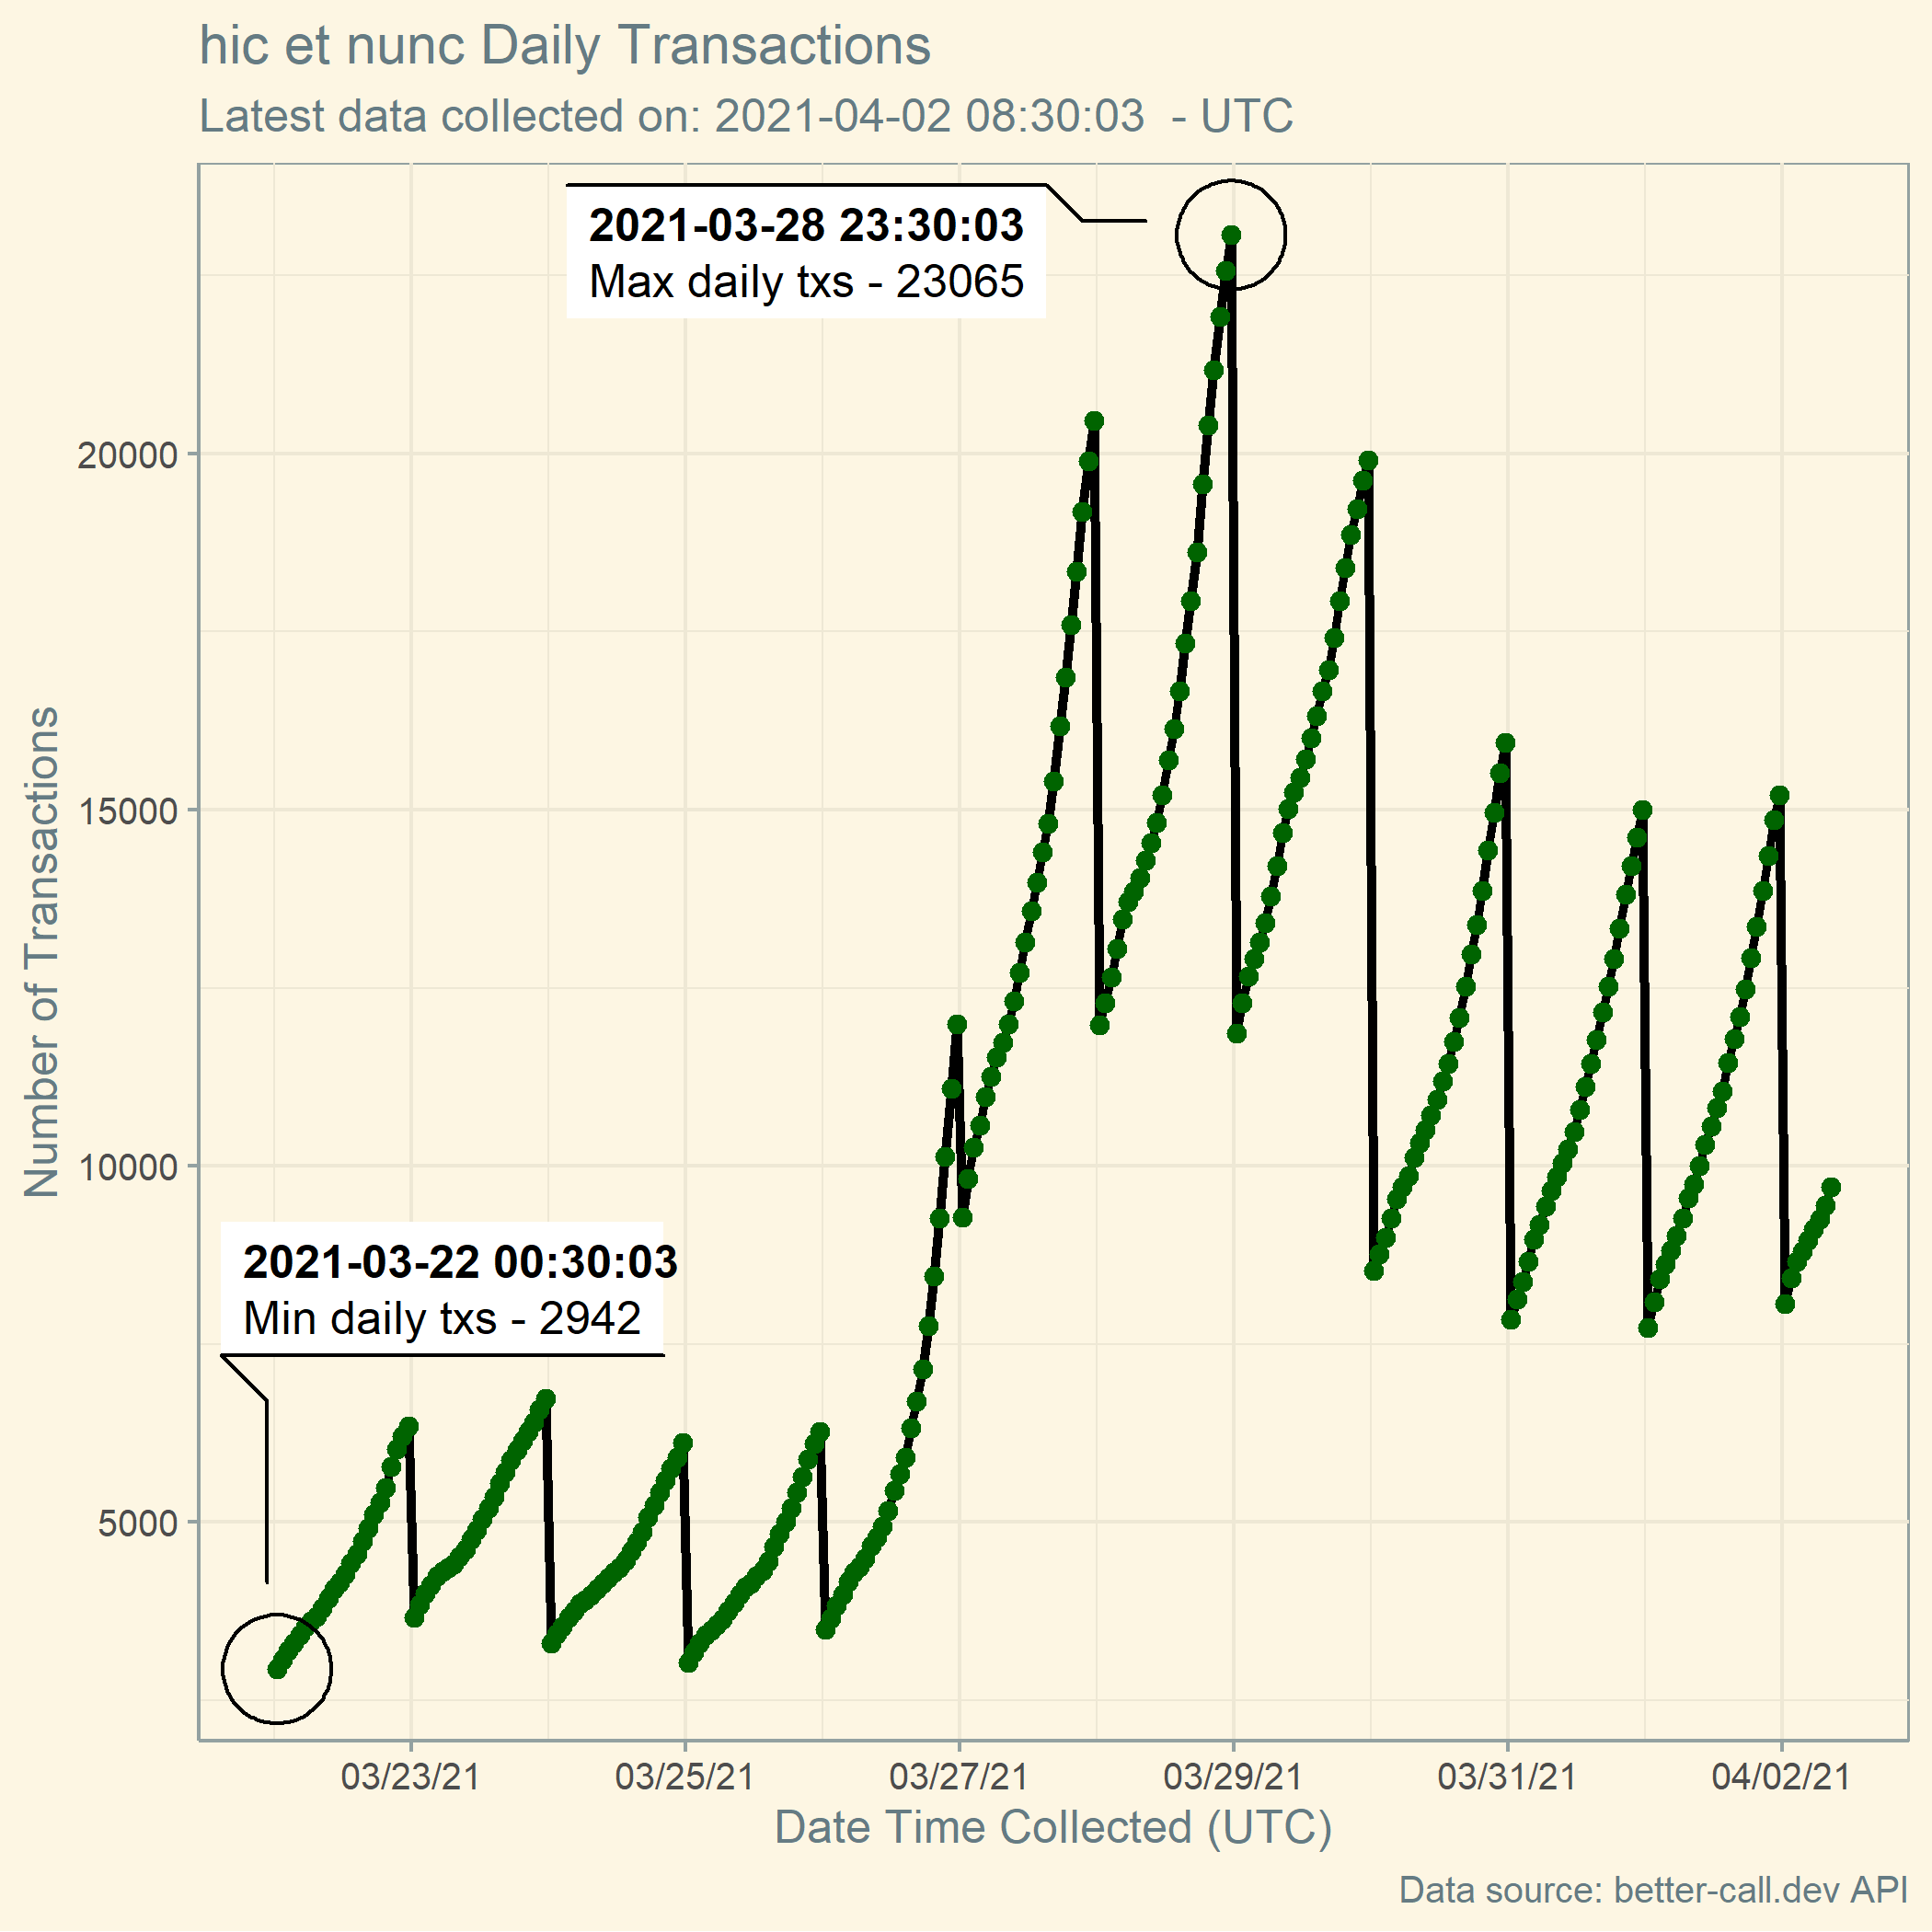 hic et nunc Daily Transactions
Latest data collected on: 2021-04-02 08:30:03  - UTC
2021-03-28 23:30:03
Max daily txs - 23065
20000
15000
10000
5000
Number of Transactions
2021-03-22 00:30:03
Min daily txs - 2942
03/23/21
03/25/21
03/27/21
03/29/21
03/31/21
04/02/21
Date Time Collected (UTC)
Data source: better-call.dev API